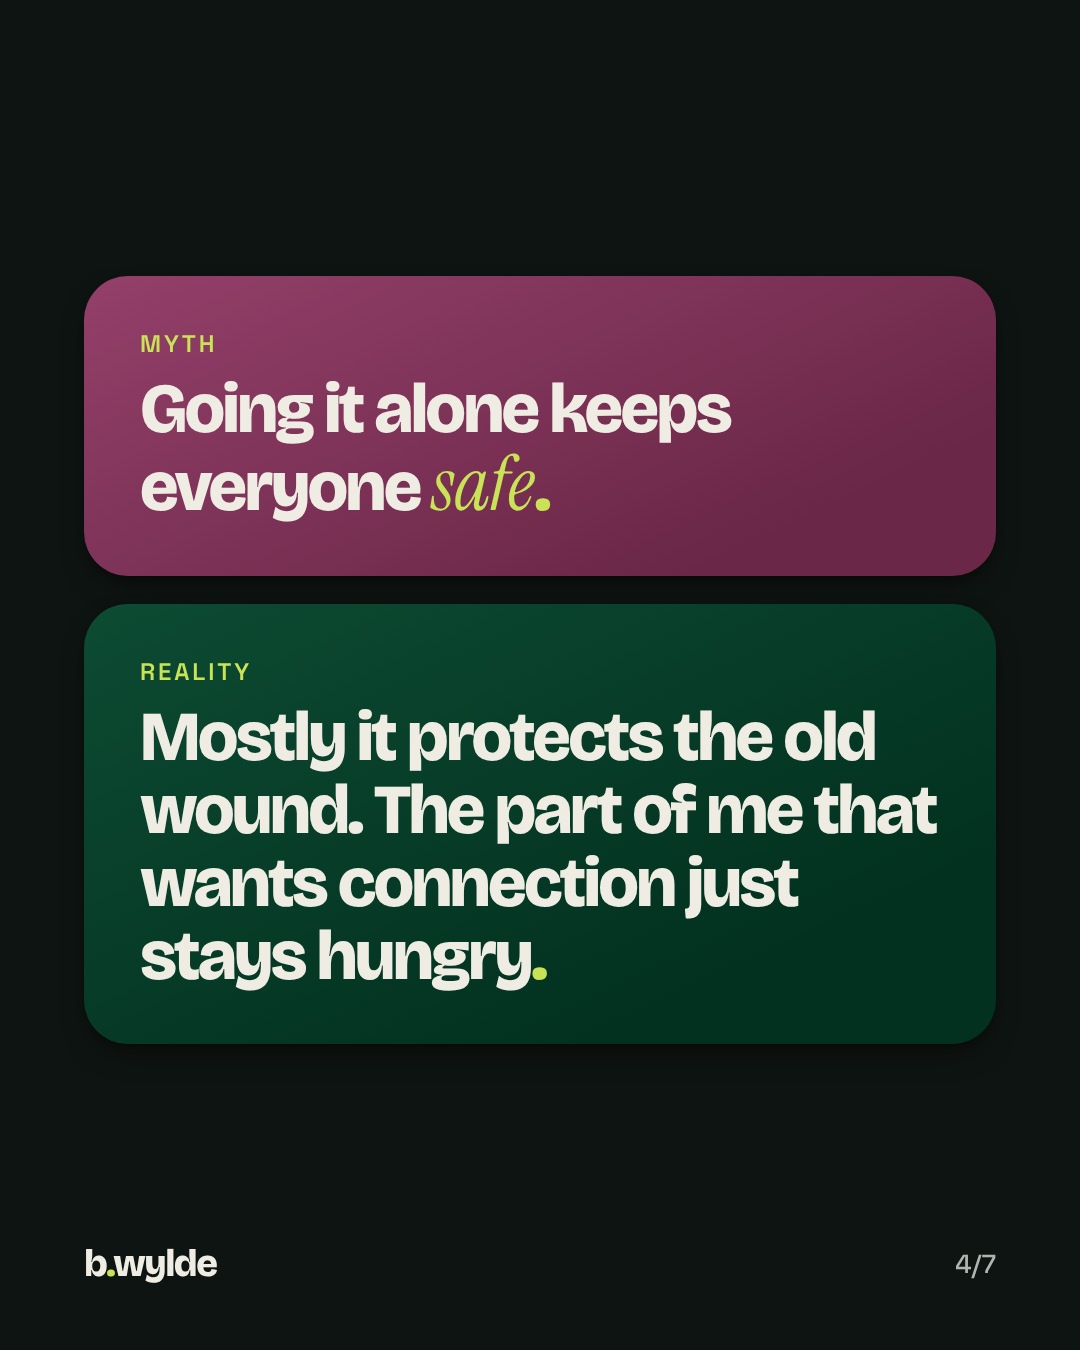 MYTH
Going it alone keeps
everyone safe.
REALITY
Mostly it protects the old
wound. The part of me that
wants connection just
stays hungry.
b.wylde
4/7